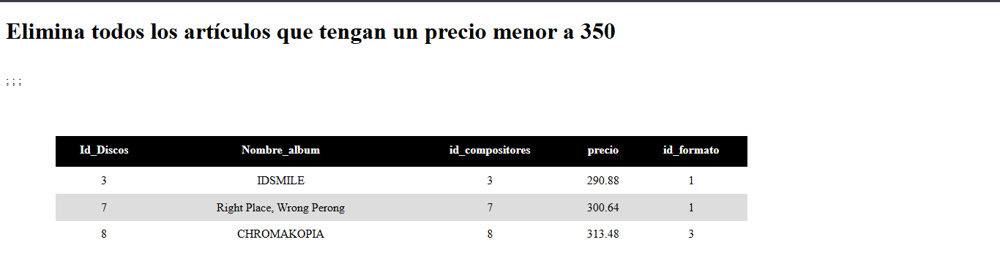 Elimina todos los artículos que tengan un precio menor a 350
; ; ;
Id_Discos Nombre_album id_compositores precio id_formato
3 IDSMILE 3 290.88 1
7 Right Place, Wrong Perong 7 300.64 1
8 CHROMAKOPIA 8 313.48 3